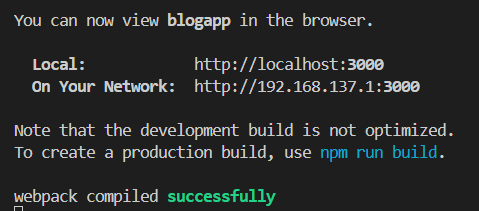 You can now view blogapp in the browser.
Local: http://localhost:3000
On Your Network: http://192.168.137.1:3000
Note that the development build is not optimized.
To create a production build, use npm run build.
webpack compiled successfully